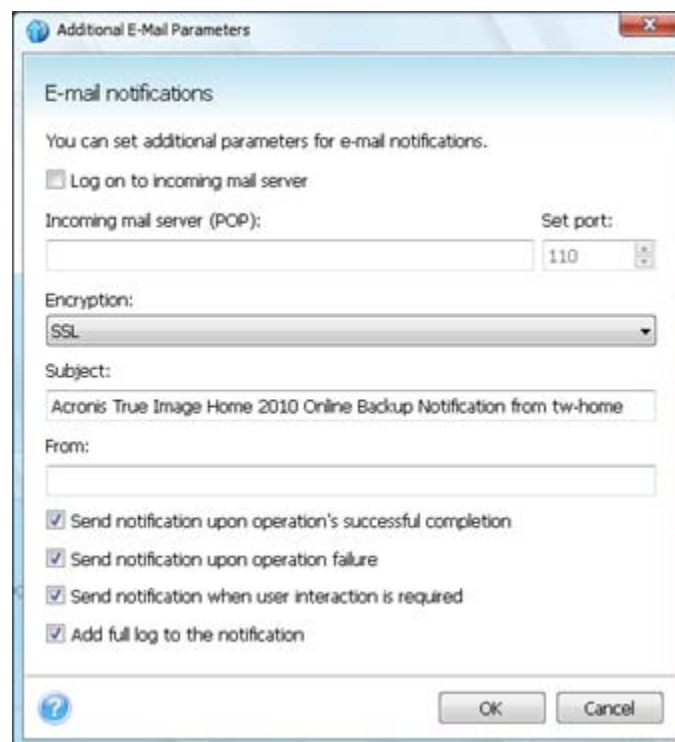 Additional E-Mail Parameters
E-mail notifications
You can set additional parameters for e-mail notifications.
Log on to incoming mail server
Incoming mail server (POP): Set port:
110
Encryption:
SSL
Subject:
Acronis True Image Home 2010 Online Backup Notification from tw-home
From:
Send notification upon operation's successful completion
Send notification upon operation failure
Send notification when user interaction is required
Add full log to the notification
OK Cancel